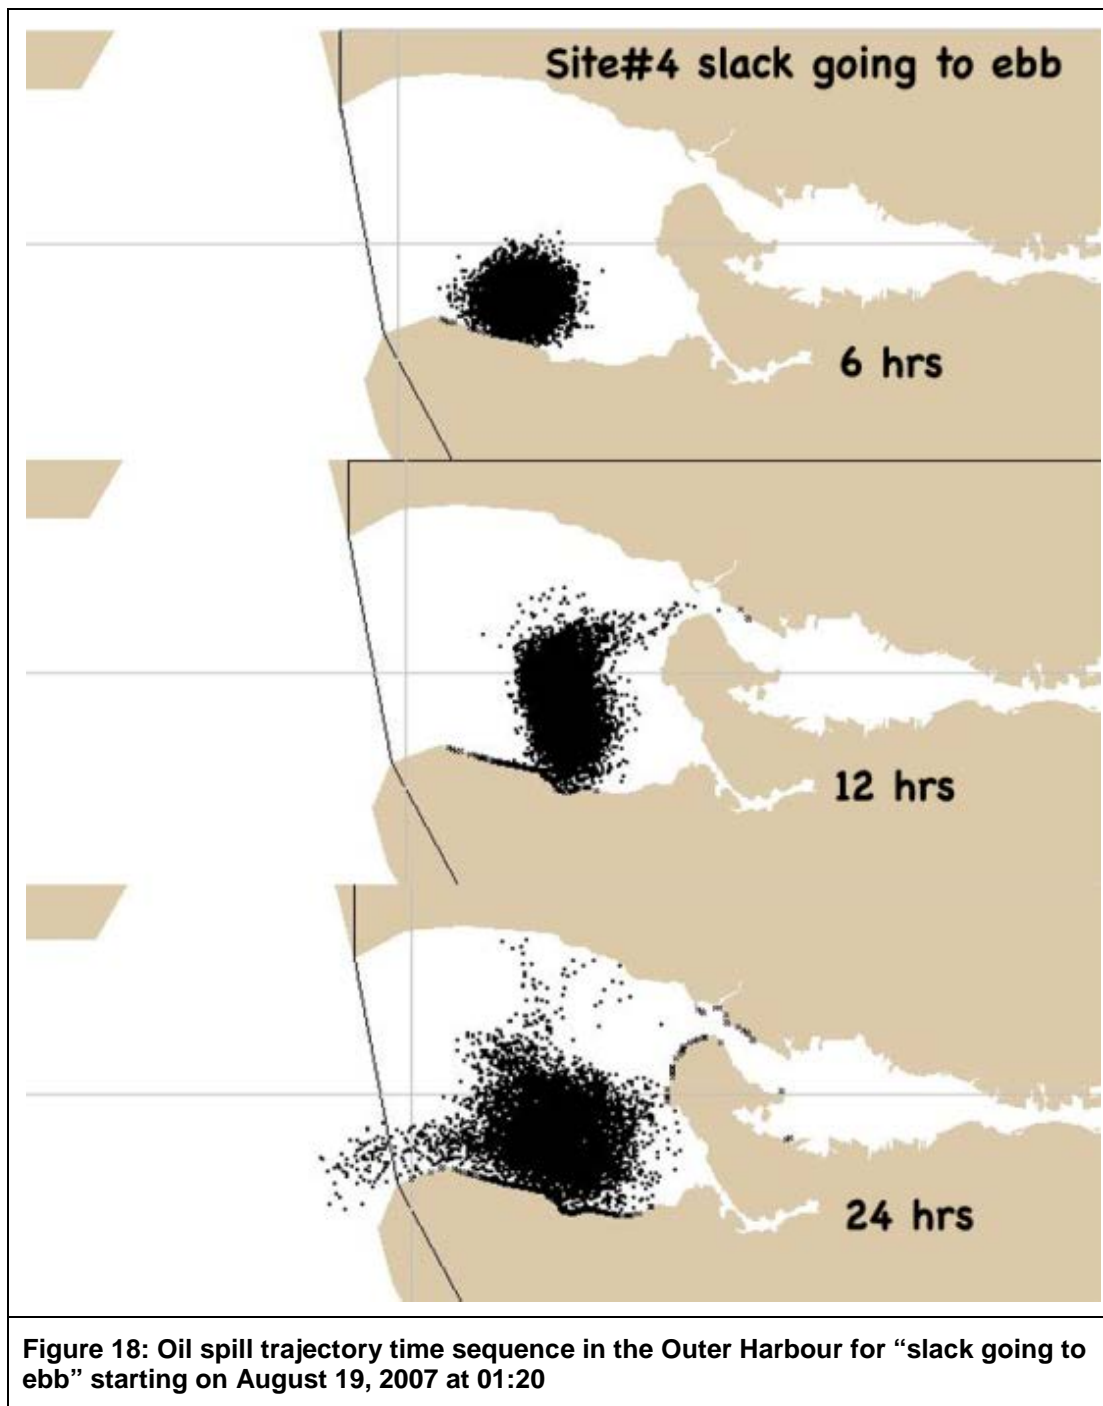 Site#4 slack going to ebb
6 hrs
12 hrs
24 hrs
Figure 18: Oil spill trajectory time sequence in the Outer Harbour for “slack going to
ebb” starting on August 19, 2007 at 01:20